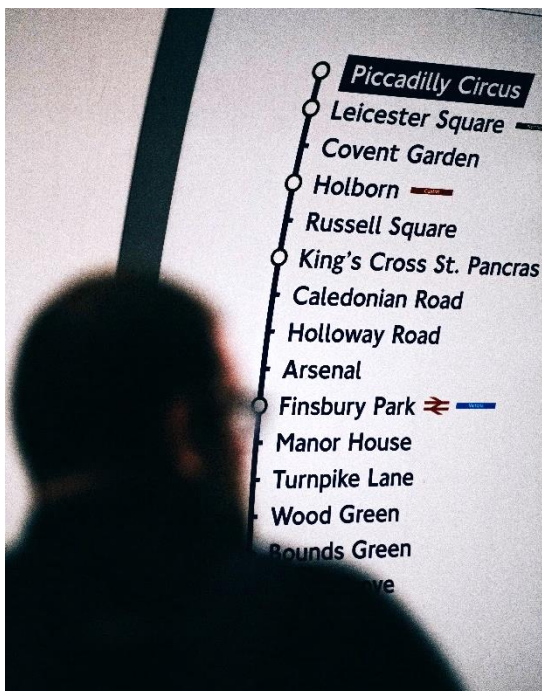 Piccadilly Circus
Leicester Square
Covent Garden
Holborn
Russell Square
King's Cross St. Pancras
Caledonian Road
Holloway Road
Arsenal
Finsbury Park
Manor House
Turnpike Lane
Wood Green
Bounds Green